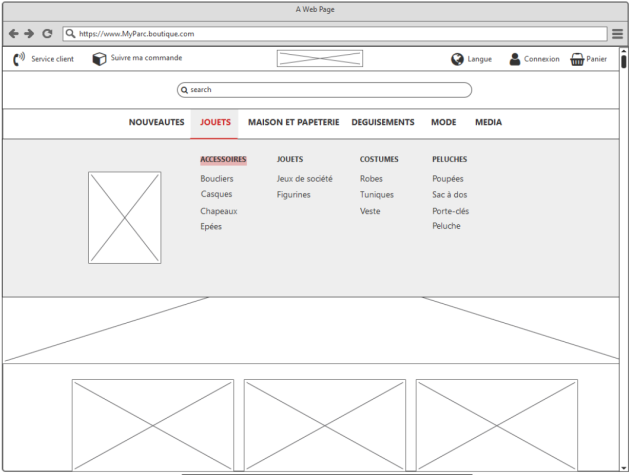 A Web Page
https://www.MyParc.boutique.com
Service client
Suivre ma commande
Langue
Connexion
Panier
search
NOUVEAUTES JOUETS MAISON ET PAPETERIE DEGUISEMENTS MODE MEDIA
ACCESSOIRES
Boucliers
Casques
Chapeaux
Epées
JOUETS
Jeux de société
Figurines
COSTUMES
Robes
Tuniques
Veste
PELUCHES
Poupées
Sac à dos
Porte-clés
Peluche